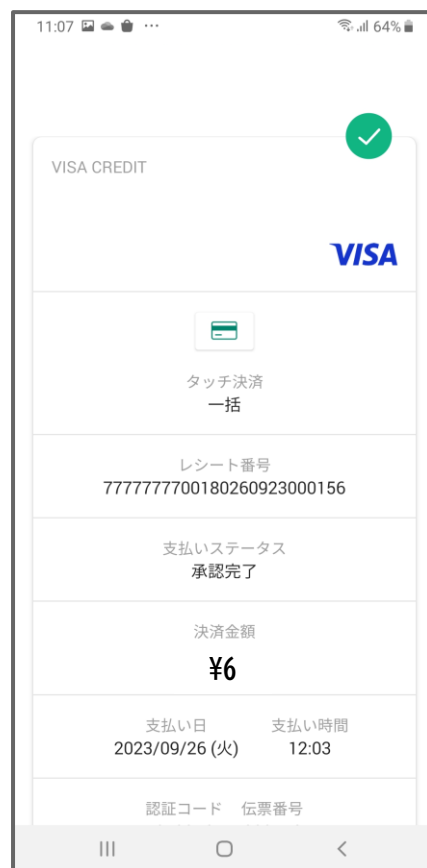 11:07 ... 64%
VISA CREDIT
VISA
タッチ決済
一括
レシート番号
7777777700180260923000156
支払いステータス
承認完了
決済金額
¥6
支払い日 支払い時間
2023/09/26 (火) 12:03
認証コード 伝票番号